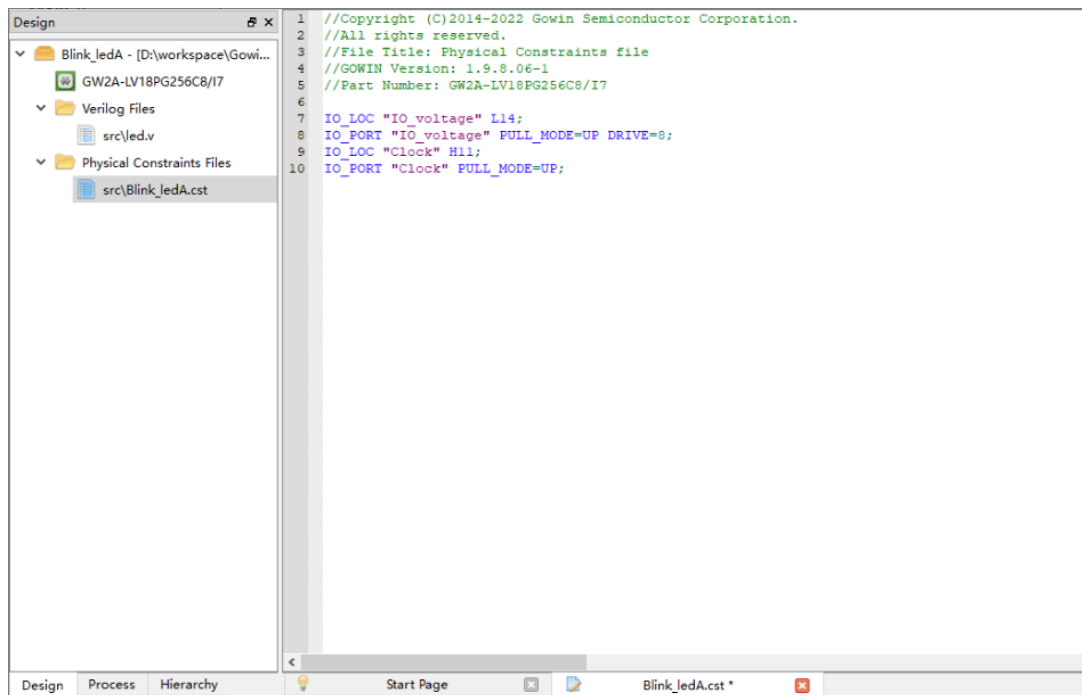 Design
Blink_ledA - [D:\workspace\Gowi...
GW2A-LV18PG256C8/I7
Verilog Files
src\led.v
Physical Constraints Files
src\Blink_ledA.cst
1 //Copyright (C)2014-2022 Gowin Semiconductor Corporation.
2 //All rights reserved.
3 //File Title: Physical Constraints file
4 //GOWIN Version: 1.9.8.06-1
5 //Part Number: GW2A-LV18PG256C8/I7
6
7 IO_LOC "IO_voltage" L14;
8 IO_PORT "IO_voltage" PULL_MODE=UP DRIVE=8;
9 IO_LOC "Clock" H11;
10 IO_PORT "Clock" PULL_MODE=UP;
Design Process Hierarchy
Start Page
Blink_ledA.cst *